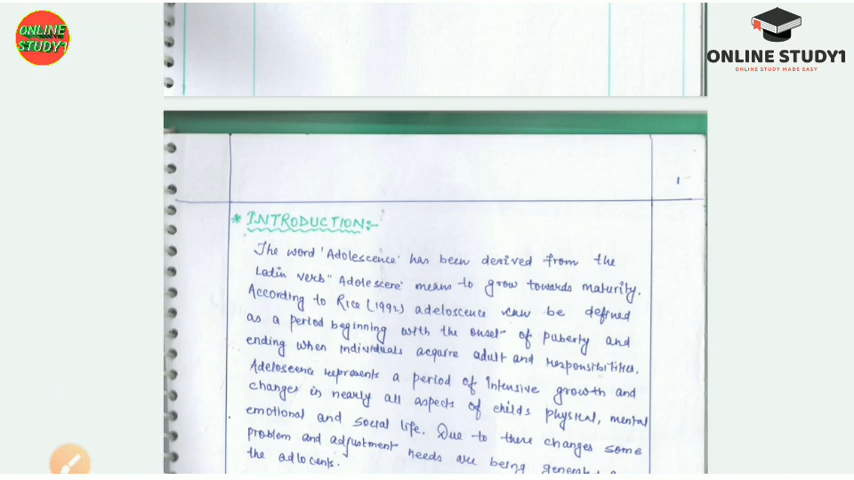 ONLINE
STUDY1
ONLINE STUDY1
ONLINE STUDY MADE EASY
1
* INTRODUCTION:-
The word 'Adolescence' has been derived from the
Latin verb "Adolescere' means to grow towards maturity.
According to Rice (1992) adeloscence can be defined
as a period beginning with the onset of puberty and
ending when individuals acquire adult and responsibilities.
Adeloscence represents a period of intensive growth and
changes in nearly all aspects of childs physical, mental
emotional and social life. Due to these changes some
problem and adjustment needs are being
the adlocents.